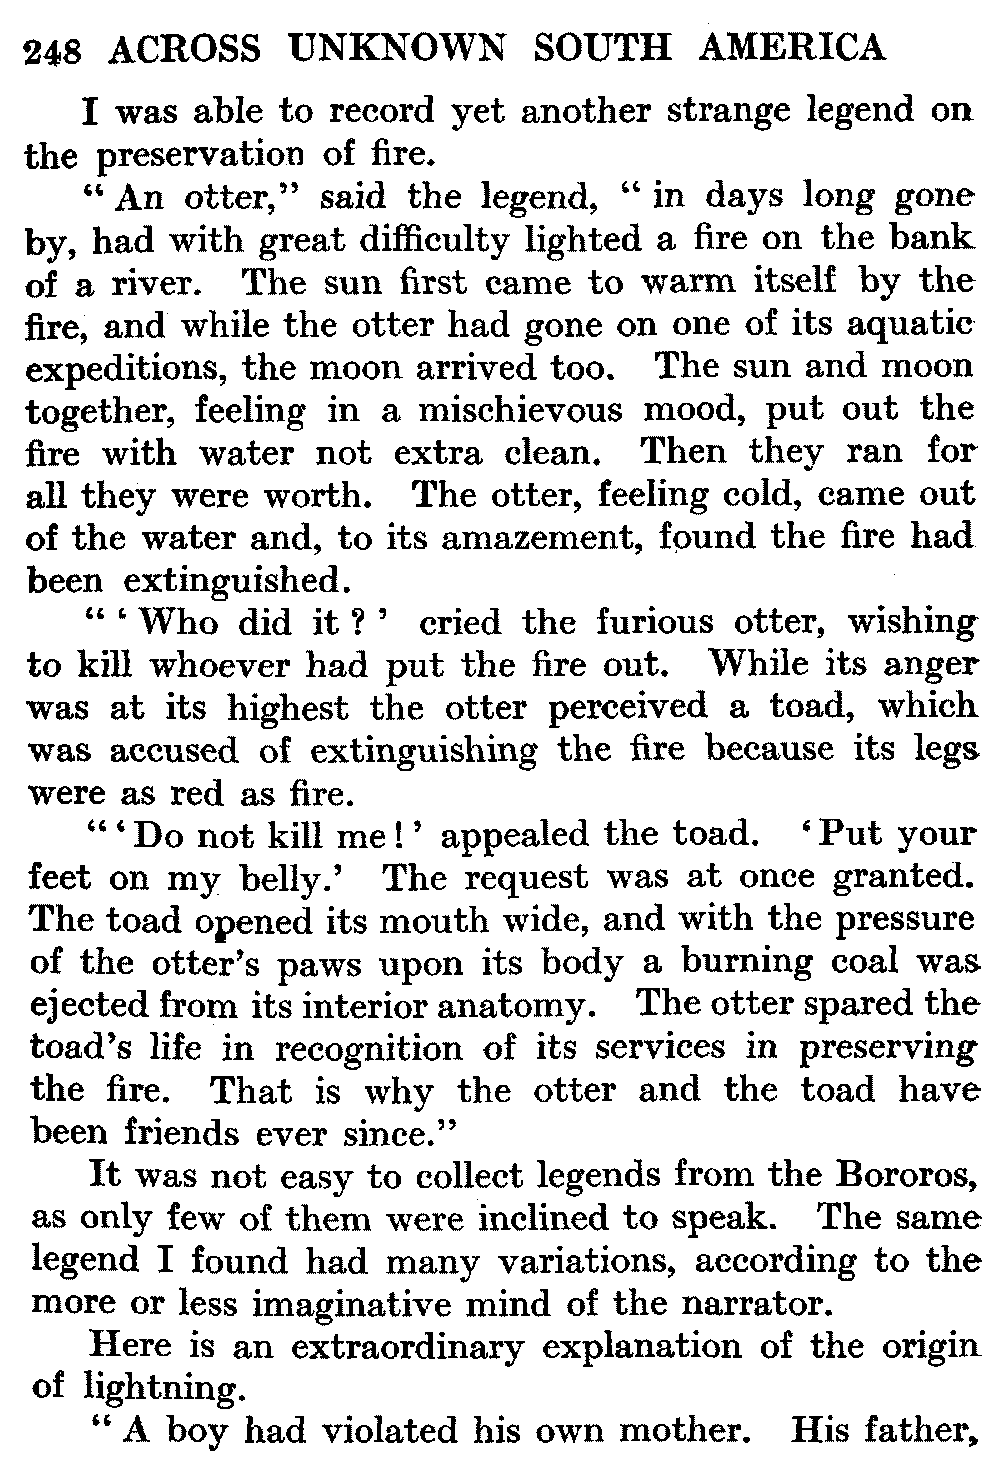 248 ACROSS UNKNOWN SOUTH AMERICA
I was able to record yet another strange legend on
the preservation of fire.
“ An otter,” said the legend, “ in days long gone
by, had with great difficulty lighted a fire on the bank
of a river. The sun first came to warm itself by the
fire, and while the otter had gone on one of its aquatic
expeditions, the moon arrived too. The sun and moon
together, feeling in a mischievous mood, put out the
fire with water not extra clean. Then they ran for
all they were worth. The otter, feeling cold, came out
of the water and, to its amazement, found the fire had
been extinguished.
“ ‘ Who did it ? ’ cried the furious otter, wishing
to kill whoever had put the fire out. While its anger
was at its highest the otter perceived a toad, which
was accused of extinguishing the fire because its legs
were as red as fire.
“ ‘ Do not kill me ! ’ appealed the toad. ‘ Put your
feet on my belly.’ The request was at once granted.
The toad opened its mouth wide, and with the pressure
of the otter’s paws upon its body a burning coal was
ejected from its interior anatomy. The otter spared the
toad’s life in recognition of its services in preserving
the fire. That is why the otter and the toad have
been friends ever since.”
It was not easy to collect legends from the Bororos,
as only few of them were inclined to speak. The same
legend I found had many variations, according to the
more or less imaginative mind of the narrator.
Here is an extraordinary explanation of the origin
of lightning.
“ A boy had violated his own mother. His father,